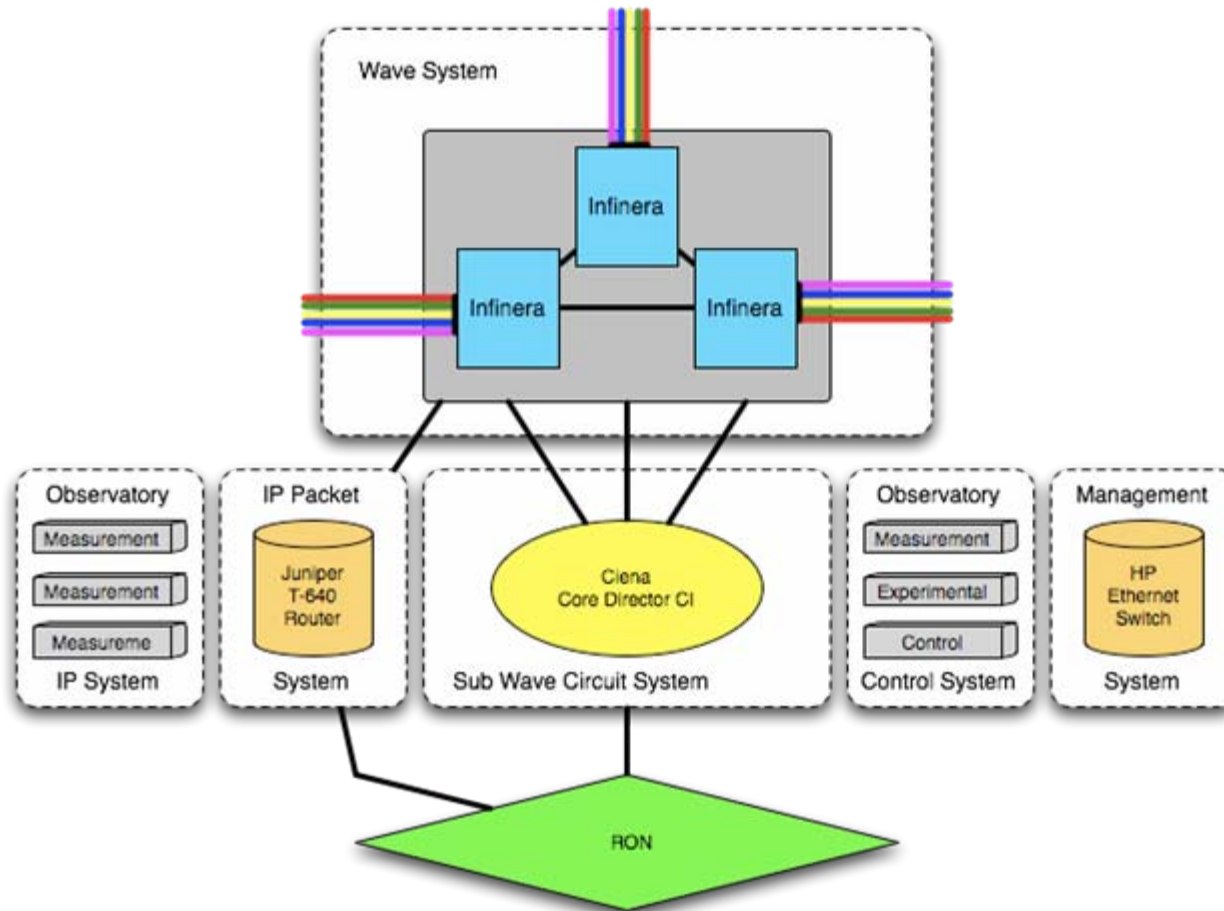 Wave System
Infinera
Infinera
Infinera
Observatory
Measurement
Measurement
Measureme
IP System
IP Packet
Juniper
T-640
Router
System
Ciena
Core Director CI
Sub Wave Circuit System
Observatory
Measurement
Experimental
Control
Control System
Management
HP
Ethernet
Switch
System
RON